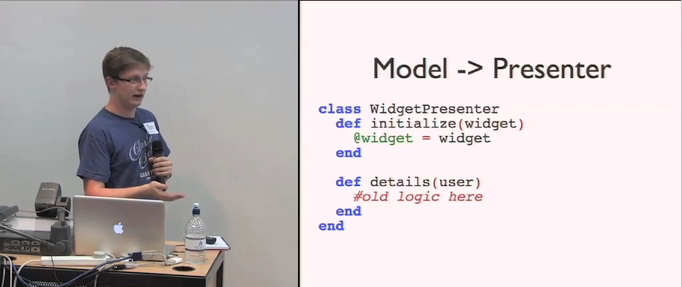 Model -> Presenter
class WidgetPresenter
  def initialize(widget)
    @widget = widget
  end

  def details(user)
    #old logic here
  end
end